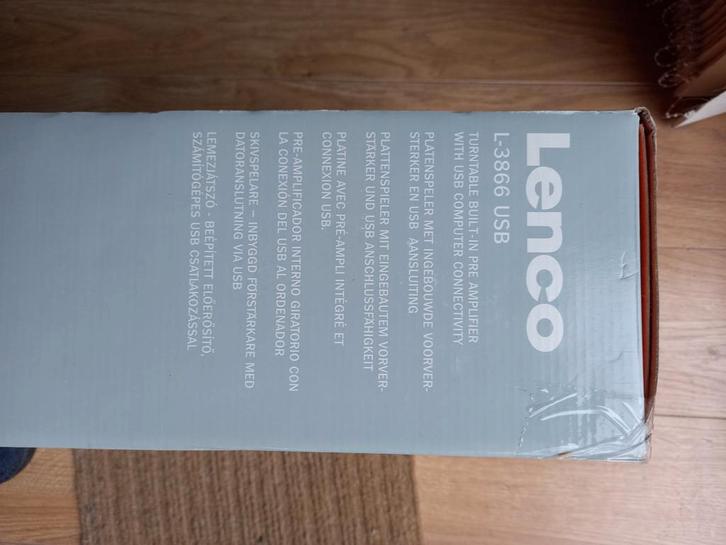 Lenco
L-3866 USB
TURNTABLE BUILT-IN PRE AMPLIFIER
WITH USB COMPUTER CONNECTIVITY
PLATENSPELER MET INGEBOUWDE VOORVER-
STERKER EN USB AANSLUITING
PLATTENSPIELER MIT EINGEBAUTEM VORVER-
STÄRKER UND USB ANSCHLUSSFÄHIGKEIT
PLATINE AVEC PRÉ-AMPLI INTÉGRÉ ET
CONNEXION USB.
PRE-AMPLIFICADOR INTERNO GIRATORIO CON
LA CONEXIÓN DEL USB AL ORDENADOR
SKIVSPELARE – INBYGGD FÖRSTÄRKARE MED
DATORANSLUTNING VIA USB
LEMEZJÁTSZÓ - BEÉPÍTETT ELŐERŐSÍTŐ,
SZÁMÍTÓGÉPES USB CSATLAKOZÁSSAL